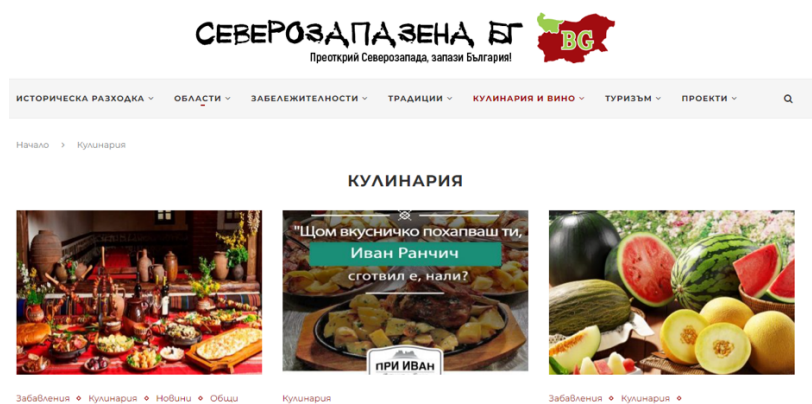 СЕВЕРОЗАПАЗЕНА БГ
BG
Преоткрий Северозапада, запази България!
ИСТОРИЧЕСКА РАЗХОДКА ОБЛАСТИ ЗАБЕЛЕЖИТЕЛНОСТИ ТРАДИЦИИ КУЛИНАРИЯ И ВИНО ТУРИЗЪМ ПРОЕКТИ
Начало > Кулинария
КУЛИНАРИЯ
"Щом вкусничко похапваш ти,
Иван Ранчич
сготвил е, нали?
ПРИ ИВАН
Забавления Кулинария Новини Общи
Кулинария
Забавления Кулинария